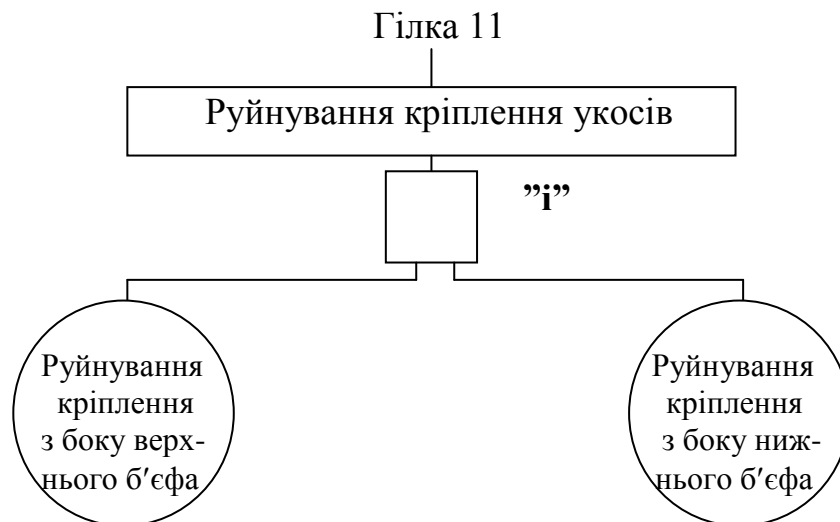 Гілка 11
Руйнування кріплення укосів
”і”
Руйнування
кріплення
з боку верх-
нього б′єфа
Руйнування
кріплення
з боку ниж-
нього б′єфа